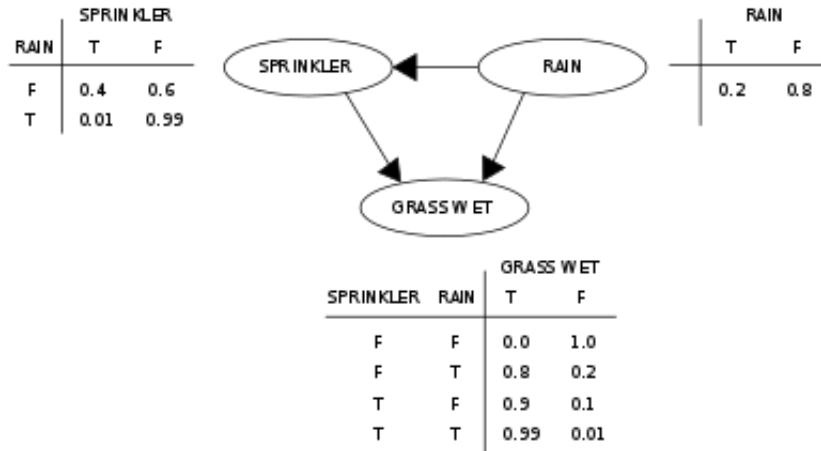 SPRINKLER
RAIN T F
F 0.4 0.6
T 0.01 0.99
SPRINKLER
RAIN
RAIN
T F
0.2 0.8
GRASS WET
GRASS WET
SPRINKLER RAIN T F
F F 0.0 1.0
F T 0.8 0.2
T F 0.9 0.1
T T 0.99 0.01